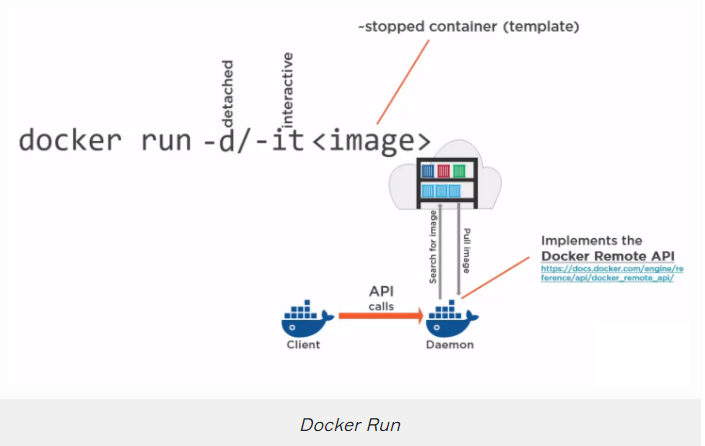 ~stopped container (template)
detached
interactive
docker run -d/-it <image>
Search for image
Pull image
Implements the
Docker Remote API
https://docs.docker.com/engine/re
ference/api/docker_remote_api/
API
calls
Client
Daemon
Docker Run